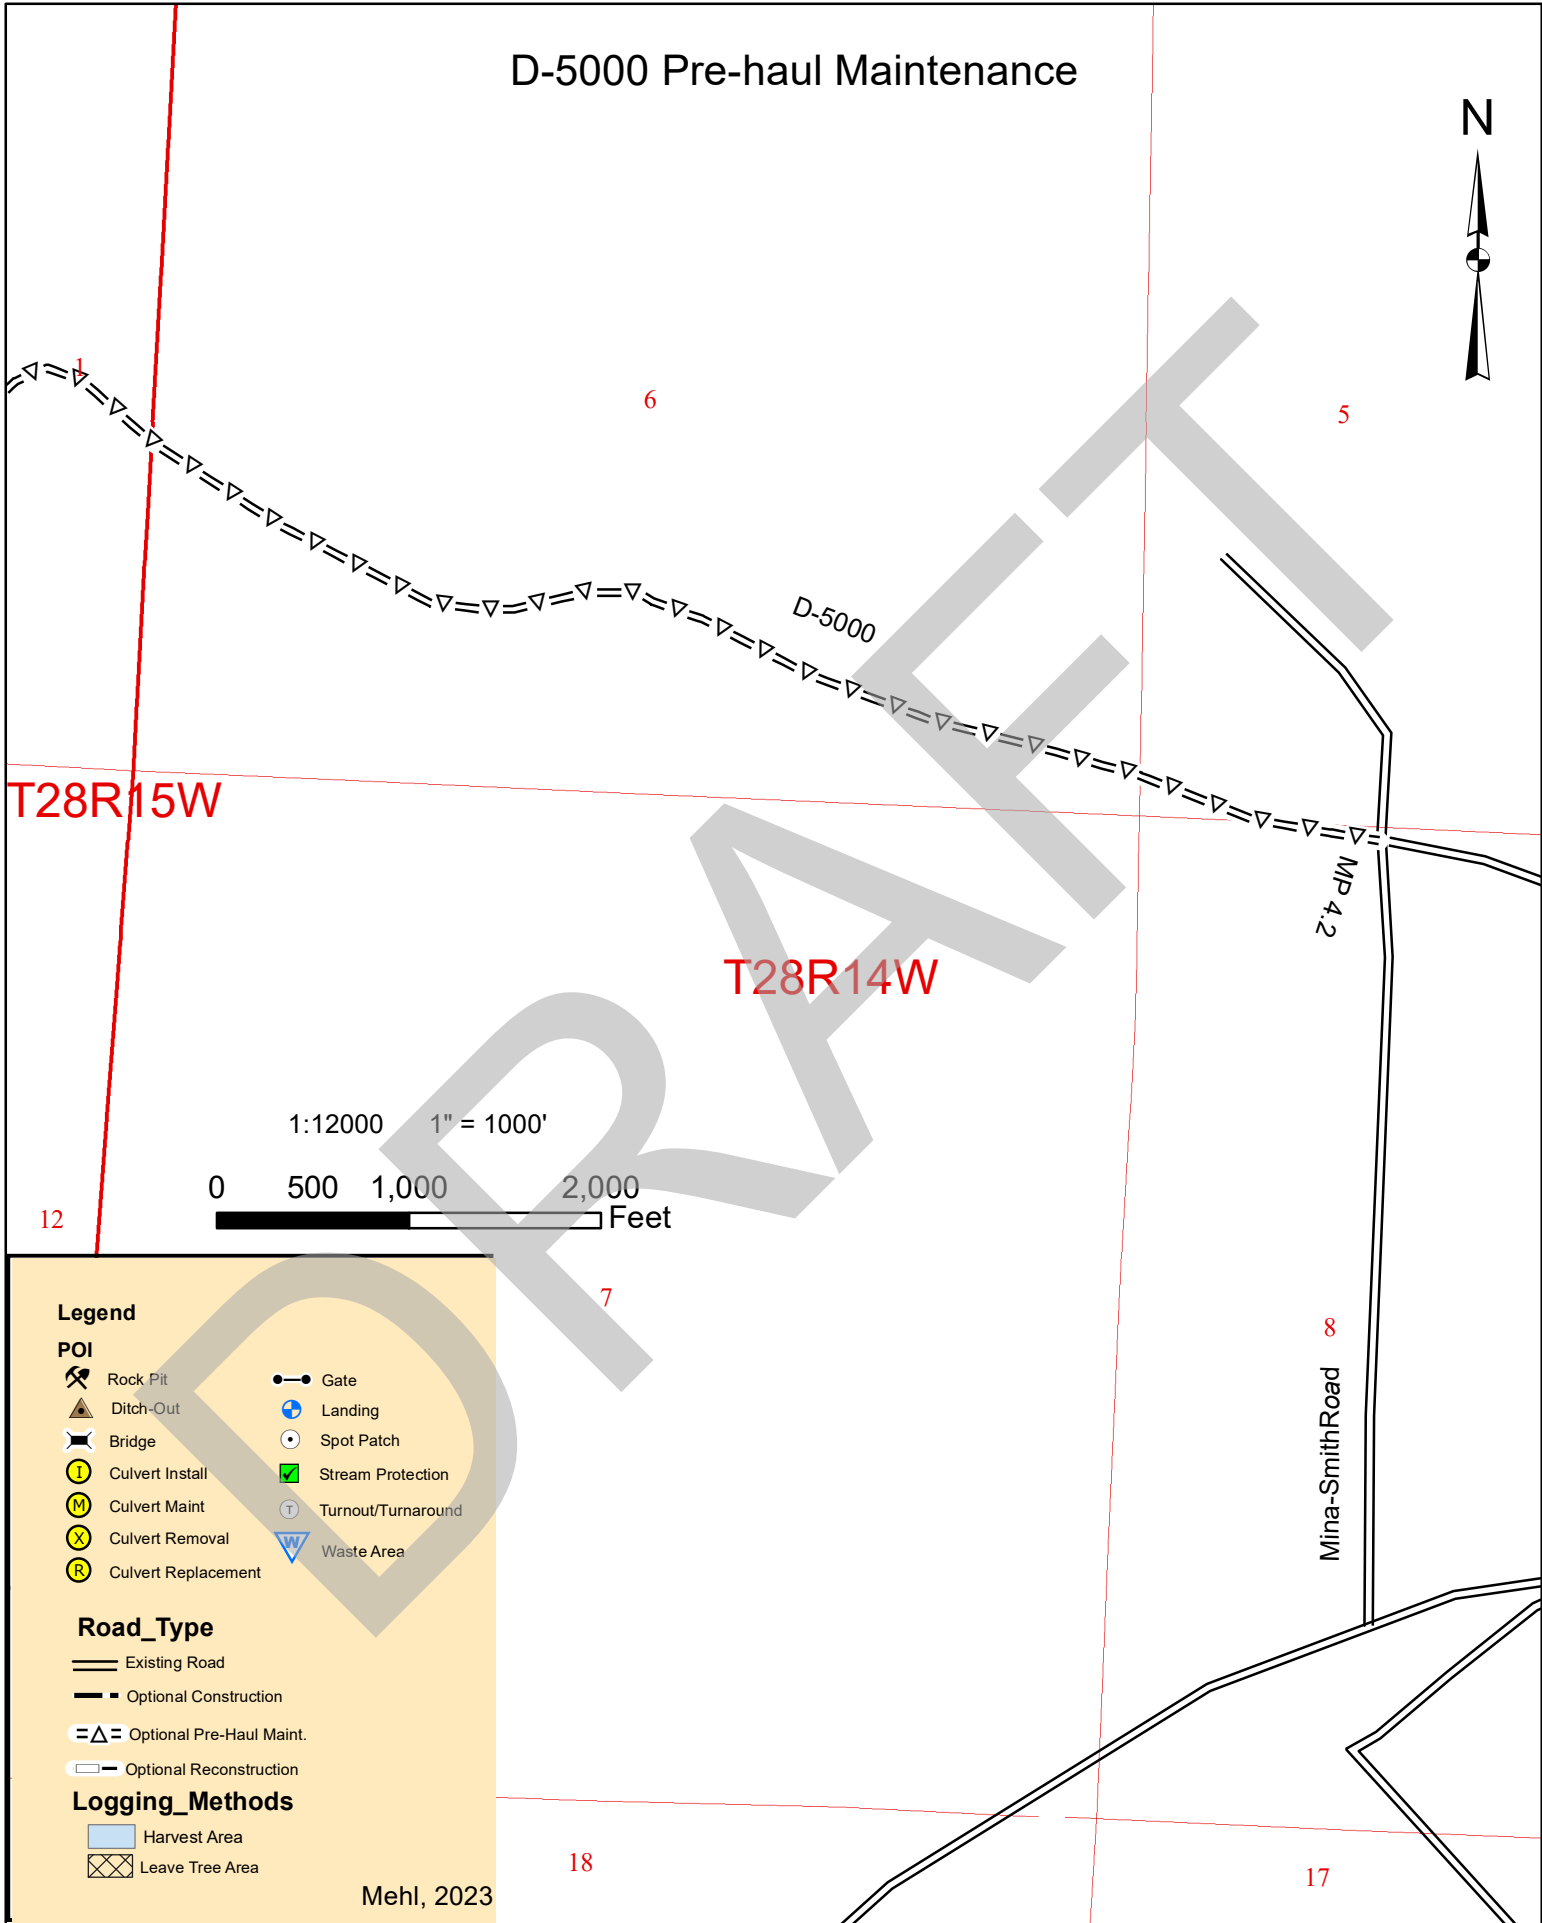 D-5000 Pre-haul Maintenance
N
1
6
5
D-5000
T28R15W
MP 4.2
T28R14W
DRAFT
1:12000 1" = 1000'
0 500 1,000 2,000
Feet
12
7
8
Mina-SmithRoad
Legend
POI
Rock Pit
Ditch-Out
Bridge
I Culvert Install
M Culvert Maint
X Culvert Removal
R Culvert Replacement
Gate
Landing
Spot Patch
Stream Protection
T Turnout/Turnaround
W Waste Area
Road_Type
Existing Road
Optional Construction
Optional Pre-Haul Maint.
Optional Reconstruction
Logging_Methods
Harvest Area
Leave Tree Area
Mehl, 2023
18
17